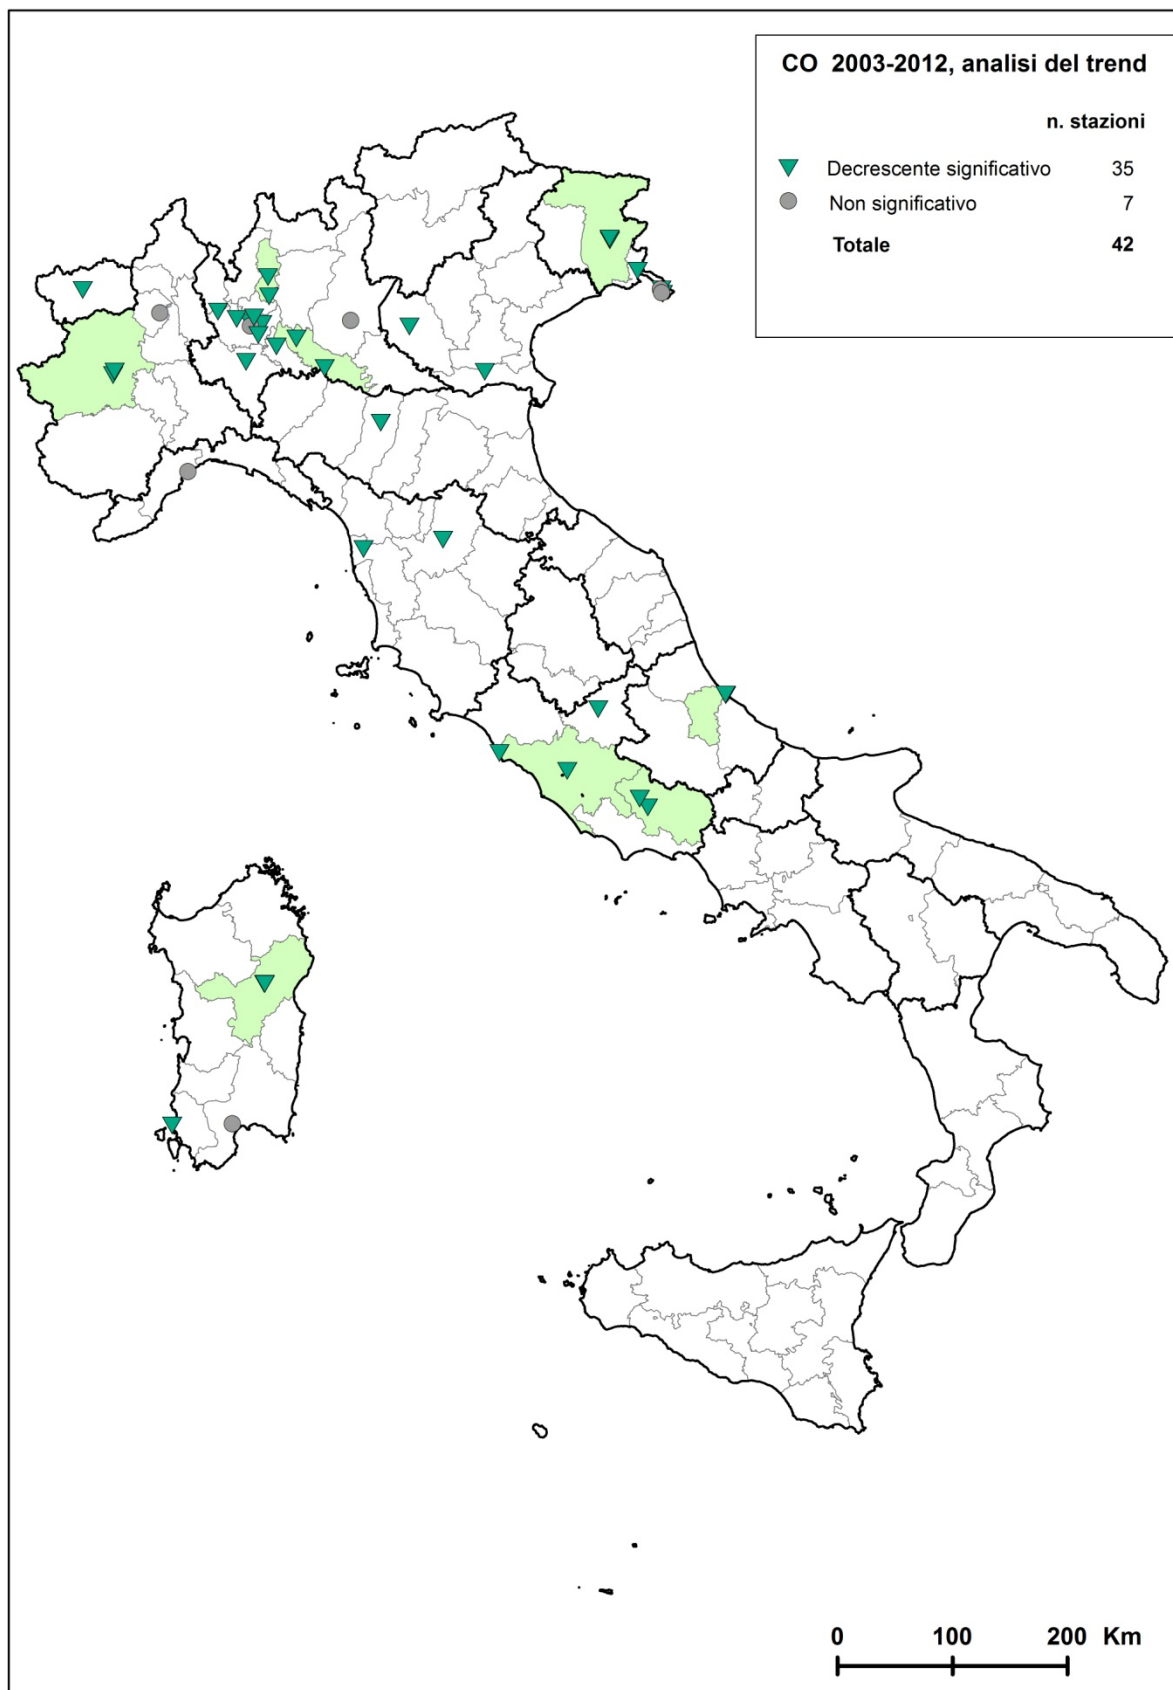 CO 2003-2012, analisi del trend
n. stazioni
Decrescente significativo 35
Non significativo 7
Totale 42
0 100 200 Km